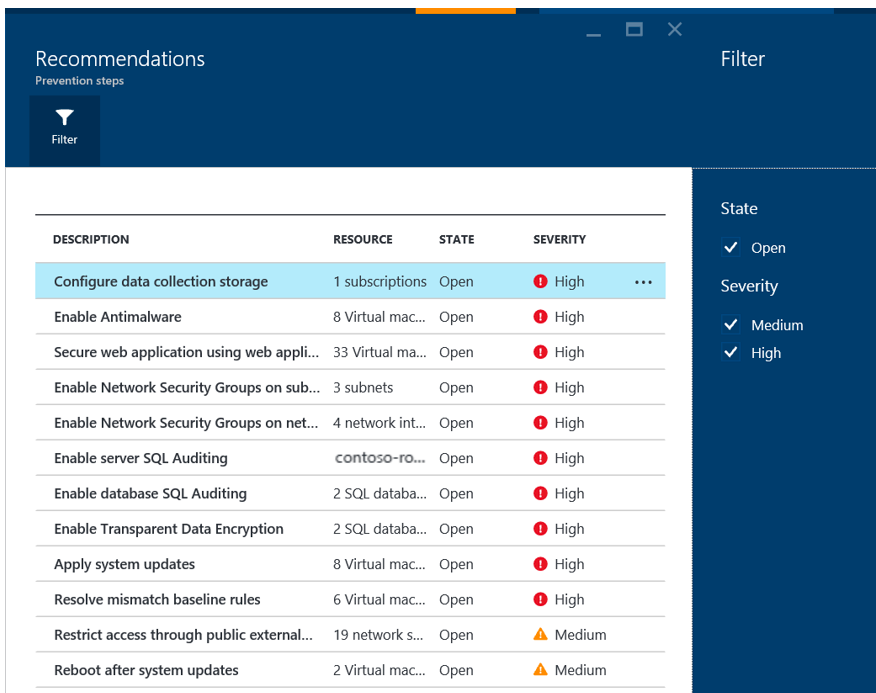 Recommendations
Prevention steps
Filter
Filter
DESCRIPTION RESOURCE STATE SEVERITY
Configure data collection storage 1 subscriptions Open High ...
Enable Antimalware 8 Virtual mac... Open High
Secure web application using web appli... 33 Virtual ma... Open High
Enable Network Security Groups on sub... 3 subnets Open High
Enable Network Security Groups on net... 4 network int... Open High
Enable server SQL Auditing contoso-ro... Open High
Enable database SQL Auditing 2 SQL databa... Open High
Enable Transparent Data Encryption 2 SQL databa... Open High
Apply system updates 8 Virtual mac... Open High
Resolve mismatch baseline rules 6 Virtual mac... Open High
Restrict access through public external... 19 network s... Open Medium
Reboot after system updates 2 Virtual mac... Open Medium
State
Open
Severity
Medium
High